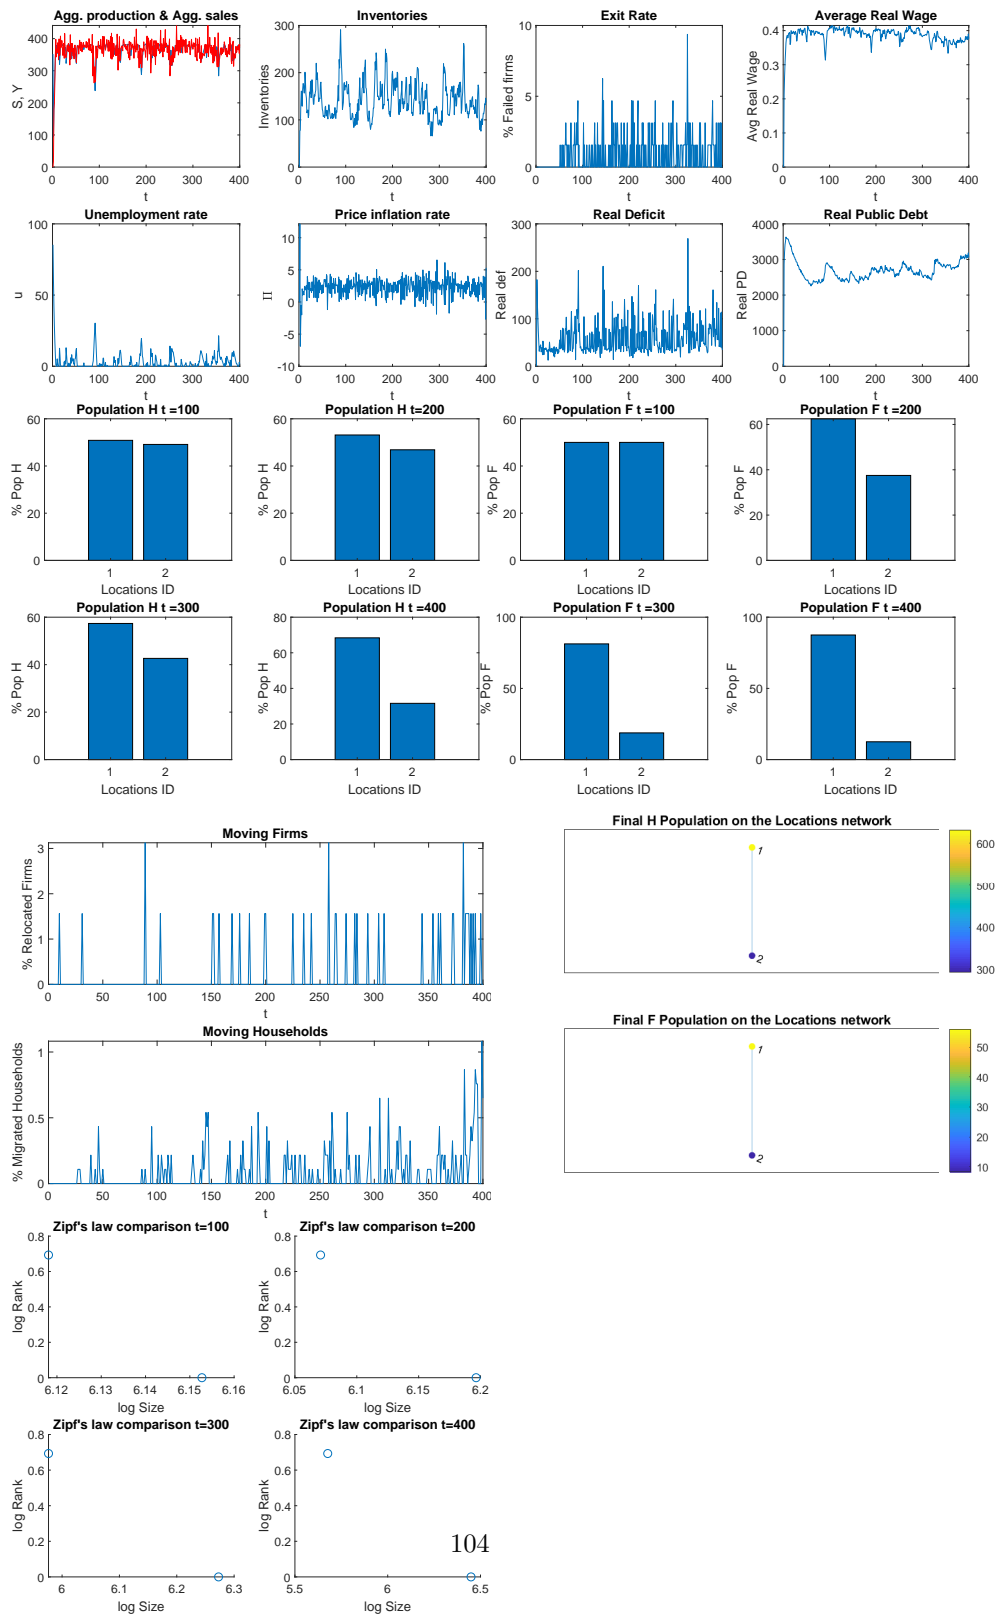 Agg. production & Agg. sales
Inventories
Exit Rate
Average Real Wage
S, Y
400
300
200
100
0
0 100 200 300 400
t
Inventories
300
200
100
0
0 100 200 300 400
t
% Failed firms
10
5
0
0 100 200 300 400
t
Avg Real Wage
0.4
0.3
0.2
0.1
0
0 100 200 300 400
t
Unemployment rate
Price inflation rate
Real Deficit
Real Public Debt
u
100
50
0
0 100 200 300 400
t
Π
10
5
0
-5
-10
0 100 200 300 400
t
Real def
300
200
100
0
0 100 200 300 400
t
Real PD
4000
3000
2000
1000
0
0 100 200 300 400
t
Population H t =100
Population H t=200
Population F t=100
Population F t=200
% Pop H
60
40
20
0
1 2
Locations ID
% Pop H
60
40
20
0
1 2
Locations ID
% Pop F
60
40
20
0
1 2
Locations ID
% Pop F
60
40
20
0
1 2
Locations ID
Population H t =300
Population H t =400
Population F t=300
Population F t=400
% Pop H
60
40
20
0
1 2
Locations ID
% Pop H
80
60
40
20
0
1 2
Locations ID
% Pop F
100
50
0
1 2
Locations ID
% Pop F
100
50
0
1 2
Locations ID
Moving Firms
% Relocated Firms
3
2
1
0
0 50 100 150 200 250 300 350 400
t
Final H Population on the Locations network
1
2
600
500
400
300
Moving Households
% Migrated Households
1
0.5
0
0 50 100 150 200 250 300 350 400
t
Final F Population on the Locations network
1
2
50
40
30
20
10
Zipf's law comparison t=100
Zipf's law comparison t=200
log Rank
0.8
0.6
0.4
0.2
0
6.12 6.13 6.14 6.15 6.16
log Size
log Rank
0.8
0.6
0.4
0.2
0
6.05 6.1 6.15 6.2
log Size
Zipf's law comparison t=300
Zipf's law comparison t=400
log Rank
0.8
0.6
0.4
0.2
0
6 6.1 6.2 6.3
log Size
log Rank
0.8
0.6
0.4
0.2
0
5.5 6 6.5
log Size
104